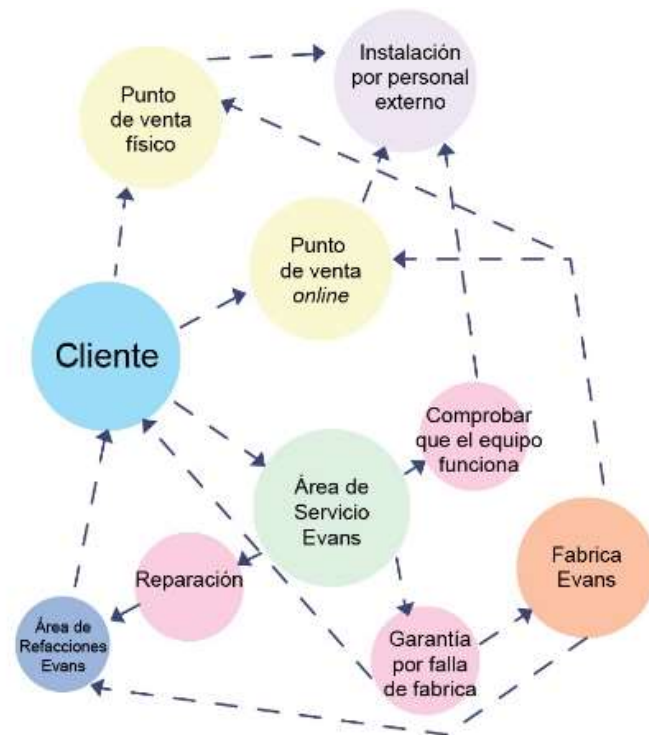 Instalación
por personal
externo
Punto
de venta
físico
Punto
de venta
online
Cliente
Comprobar
que el equipo
funciona
Área de
Servicio
Evans
Fabrica
Evans
Reparación
Área de
Refacciones
Evans
Garantía
por falla
de fabrica